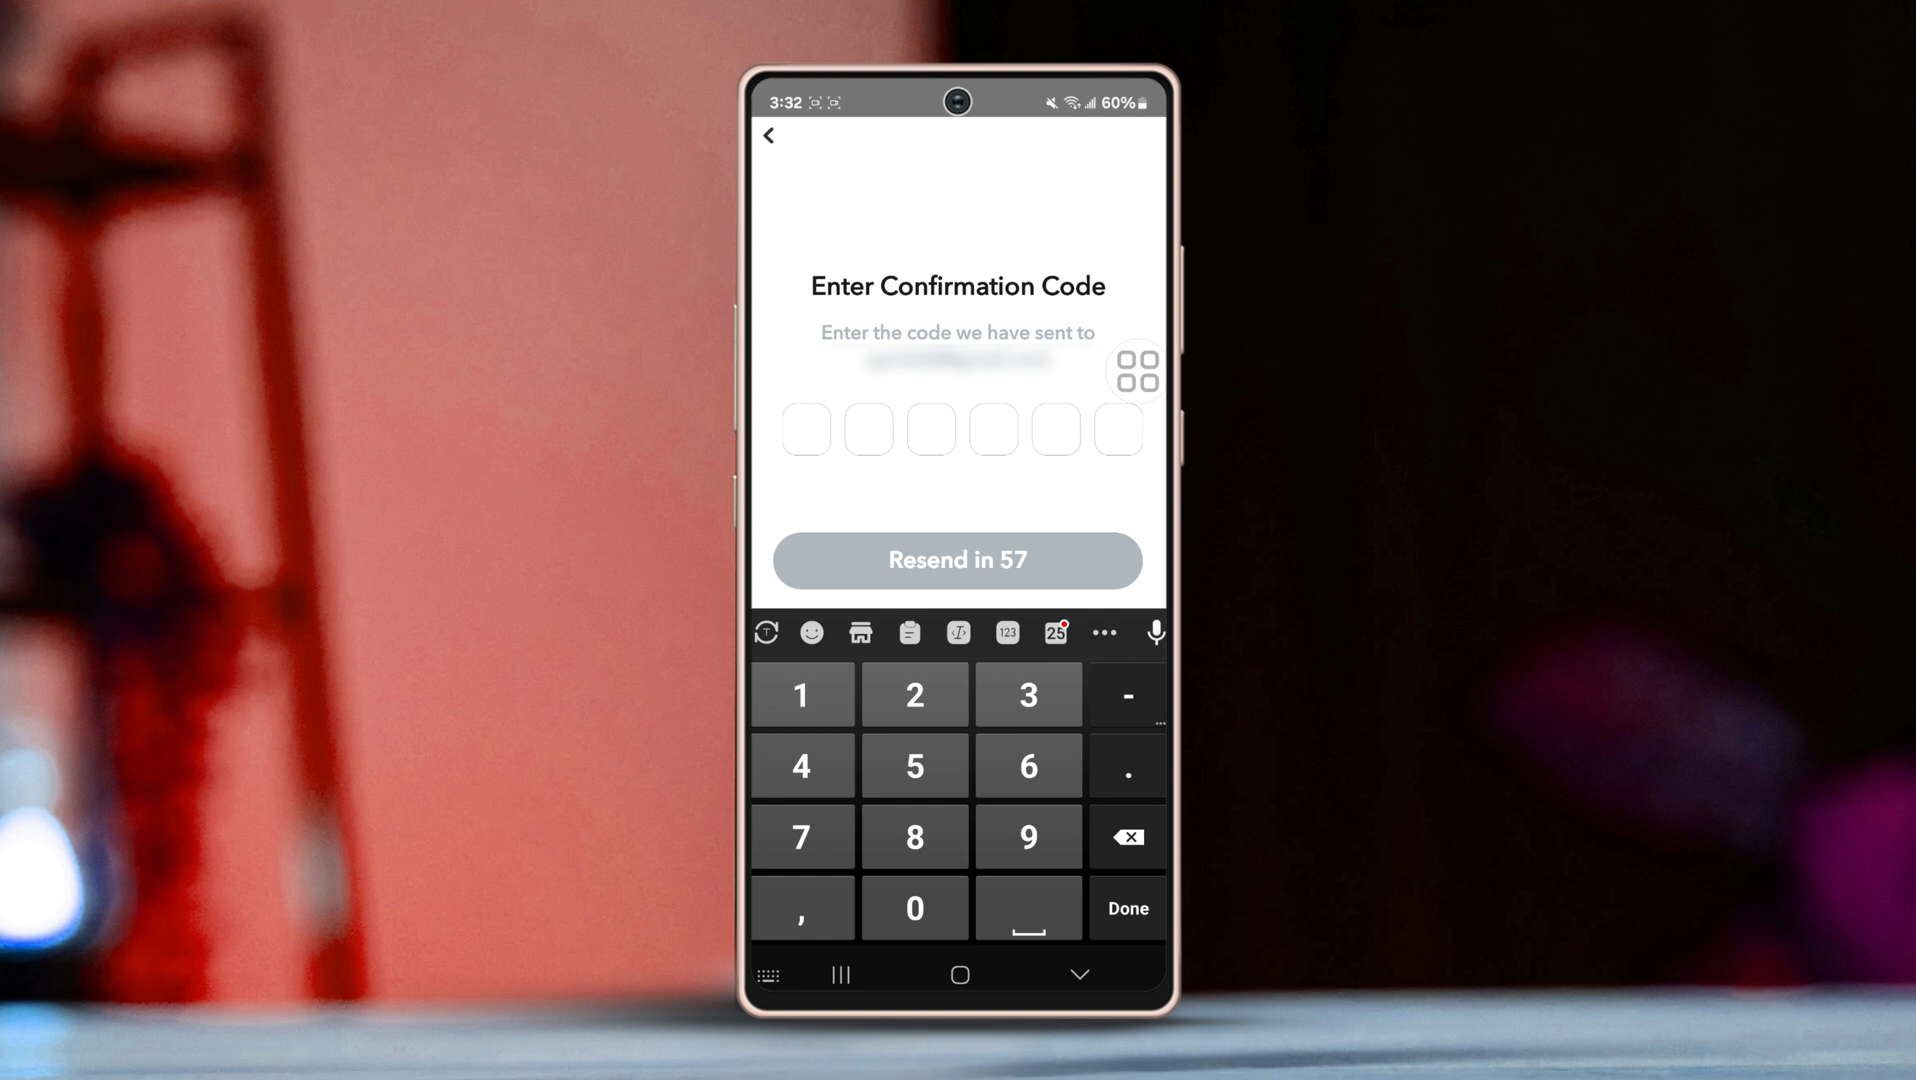 3:32
60%
Enter Confirmation Code
Enter the code we have sent to
Resend in 57
T
123
25
1 2 3 -
4 5 6 .
7 8 9
, 0
Done